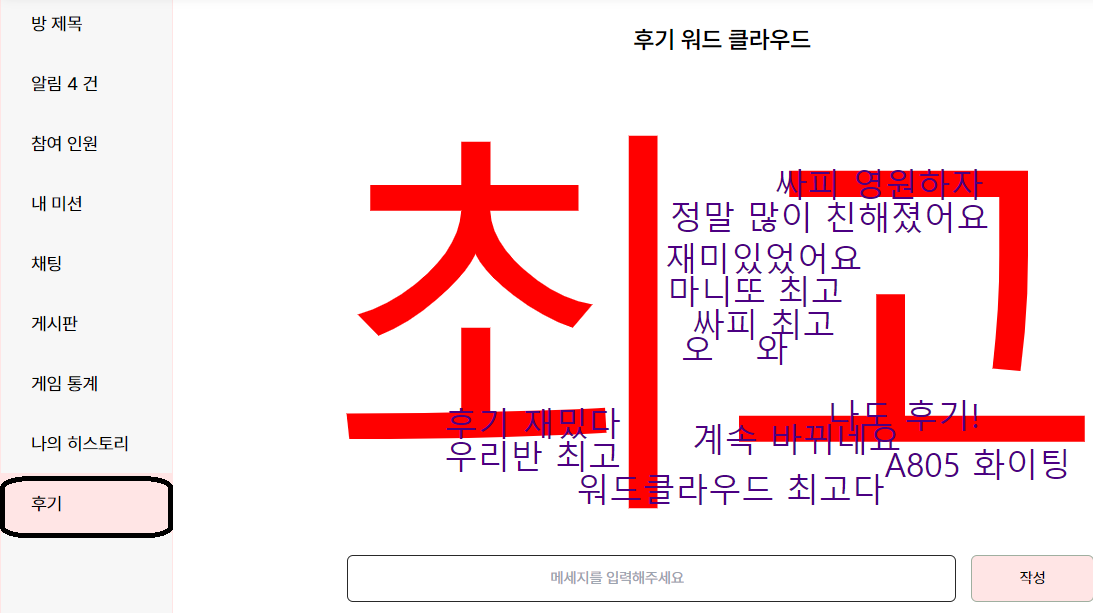 방 제목
알림 4 건
참여 인원
내 미션
채팅
게시판
게임 통계
나의 히스토리
후기
후기 워드 클라우드
최고
싸피 영원하자
정말 많이 친해졌어요
재미있었어요
마니또 최고
싸피 최고
오 와
나도 후기!
후기 재밌다
계속 바뀌네요
우리반 최고
A805 화이팅
워드클라우드 최고다
메세지를 입력해주세요
작성